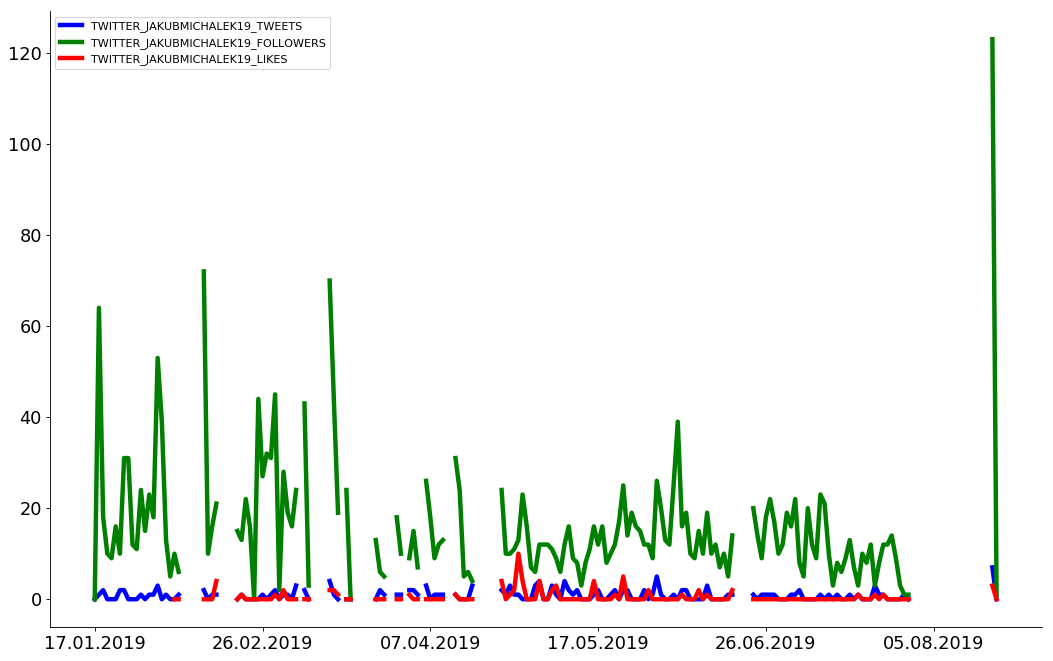 TWITTER_JAKUBMICHALEK19_TWEETS
TWITTER_JAKUBMICHALEK19_FOLLOWERS
TWITTER_JAKUBMICHALEK19_LIKES
120
100
80
60
40
20
0
17.01.2019 26.02.2019 07.04.2019 17.05.2019 26.06.2019 05.08.2019